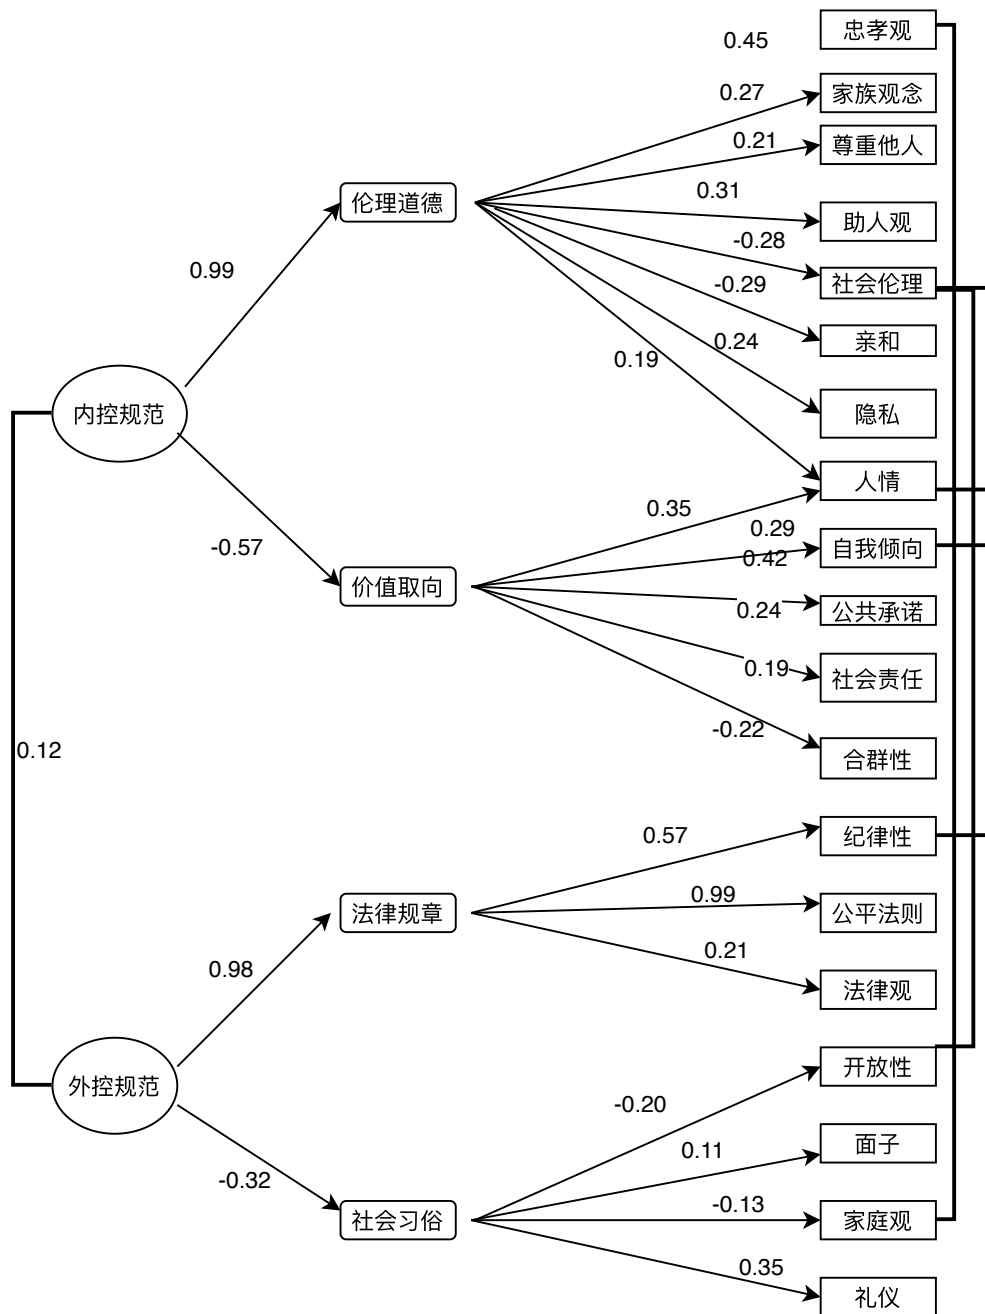 0.45
忠孝观
0.27
家族观念
0.21
尊重他人
0.31
伦理道德
助人观
-0.28
0.99
社会伦理
-0.29
0.24
亲和
0.19
内控规范
隐私
人情
0.35
0.29
自我倾向
-0.57
0.42
价值取向
0.24
公共承诺
0.19
社会责任
-0.22
0.12
合群性
0.57
纪律性
0.99
法律规章
公平法则
0.21
0.98
法律观
开放性
外控规范
-0.20
0.11
面子
-0.32
-0.13
社会习俗
家庭观
0.35
礼仪